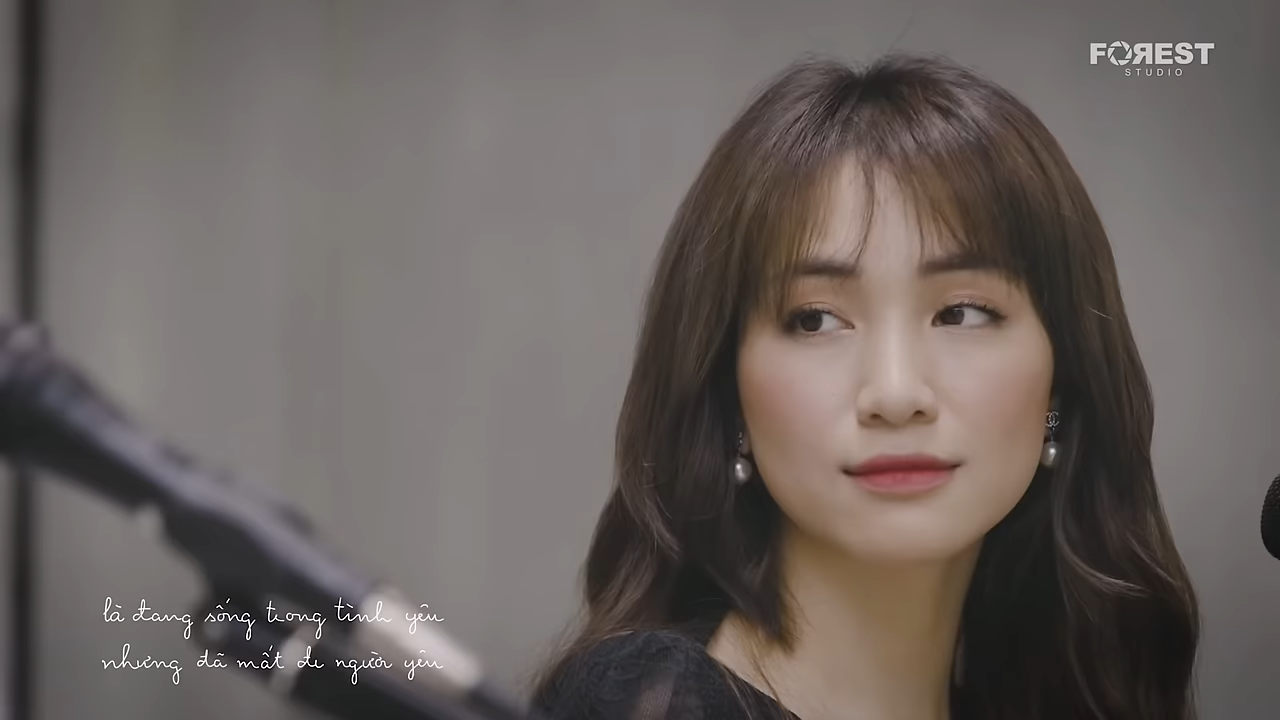 FOREST
STUDIO
là đang sống trong tình yêu
nhưng đã mất đi người yêu